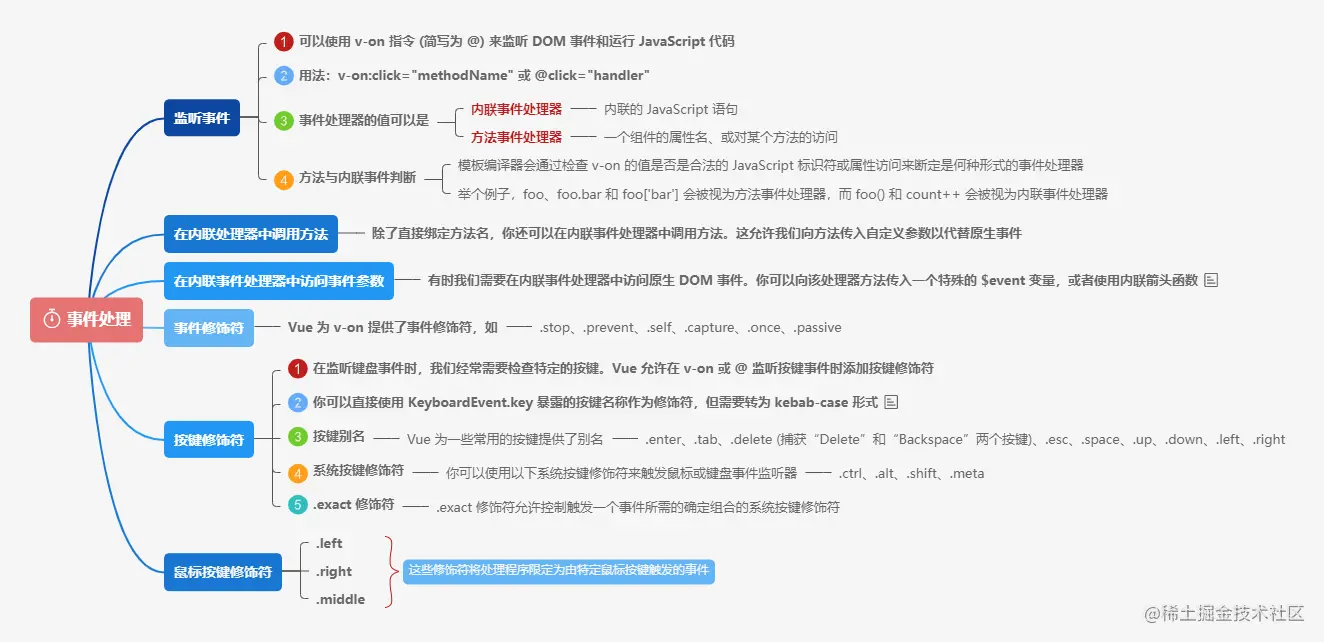 事件处理
监听事件
1 可以使用 v-on 指令 (简写为 @) 来监听 DOM 事件和运行 JavaScript 代码
2 用法：v-on:click="methodName" 或 @click="handler"
3 事件处理器的值可以是
内联事件处理器 内联的 JavaScript 语句
方法事件处理器 一个组件的属性名、或对某个方法的访问
4 方法与内联事件判断
模板编译器会通过检查 v-on 的值是否是合法的 JavaScript 标识符或属性访问来断定是何种形式的事件处理器
举个例子，foo、foo.bar 和 foo['bar'] 会被视为方法事件处理器，而 foo() 和 count++ 会被视为内联事件处理器
在内联处理器中调用方法 除了直接绑定方法名，你还可以在内联事件处理器中调用方法。这允许我们向方法传入自定义参数以代替原生事件
在内联事件处理器中访问事件参数 有时我们需要在内联事件处理器中访问原生 DOM 事件。你可以向该处理器方法传入一个特殊的 $event 变量，或者使用内联箭头函数
事件修饰符 Vue 为 v-on 提供了事件修饰符，如 .stop、.prevent、.self、.capture、.once、.passive
按键修饰符
1 在监听键盘事件时，我们经常需要检查特定的按键。Vue 允许在 v-on 或 @ 监听按键事件时添加按键修饰符
2 你可以直接使用 KeyboardEvent.key 暴露的按键名称作为修饰符，但需要转为 kebab-case 形式
3 按键别名 Vue 为一些常用的按键提供了别名 .enter、.tab、.delete (捕获“Delete”和“Backspace”两个按键)、.esc、.space、.up、.down、.left、.right
4 系统按键修饰符 你可以使用以下系统按键修饰符来触发鼠标或键盘事件监听器 .ctrl、.alt、.shift、.meta
5 .exact 修饰符 .exact 修饰符允许控制触发一个事件所需的确定组合的系统按键修饰符
鼠标按键修饰符
.left
.right
.middle
这些修饰符将处理程序限定为由特定鼠标按键触发的事件
@稀土掘金技术社区